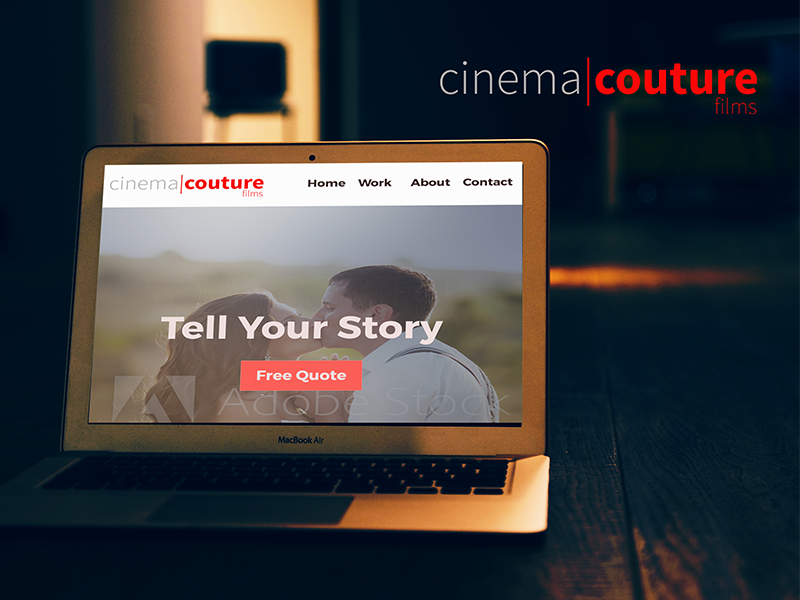 cinema|couture
films
cinema|couture
films
Home Work About Contact
Tell Your Story
Free Quote
Adobe Stock
MacBook Air